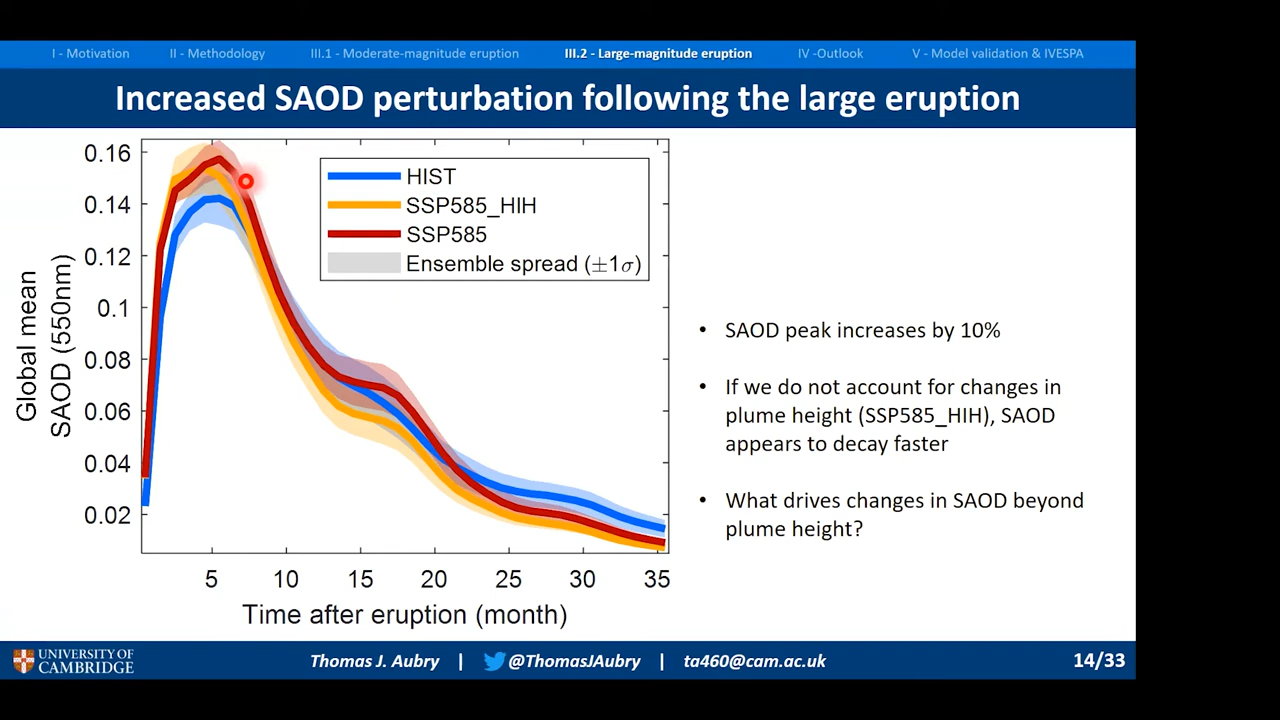 I - Motivation II - Methodology III.1 - Moderate-magnitude eruption III.2 - Large-magnitude eruption IV -Outlook V - Model validation & IVESPA
Increased SAOD perturbation following the large eruption
0.16
0.14
0.12
0.1
0.08
0.06
0.04
0.02
Global mean
SAOD (550nm)
HIST
SSP585_HIH
SSP585
Ensemble spread (±1σ)
5 10 15 20 25 30 35
Time after eruption (month)
• SAOD peak increases by 10%
• If we do not account for changes in
plume height (SSP585_HIH), SAOD
appears to decay faster
• What drives changes in SAOD beyond
plume height?
UNIVERSITY OF
CAMBRIDGE
Thomas J. Aubry | @ThomasJAubry | ta460@cam.ac.uk
14/33